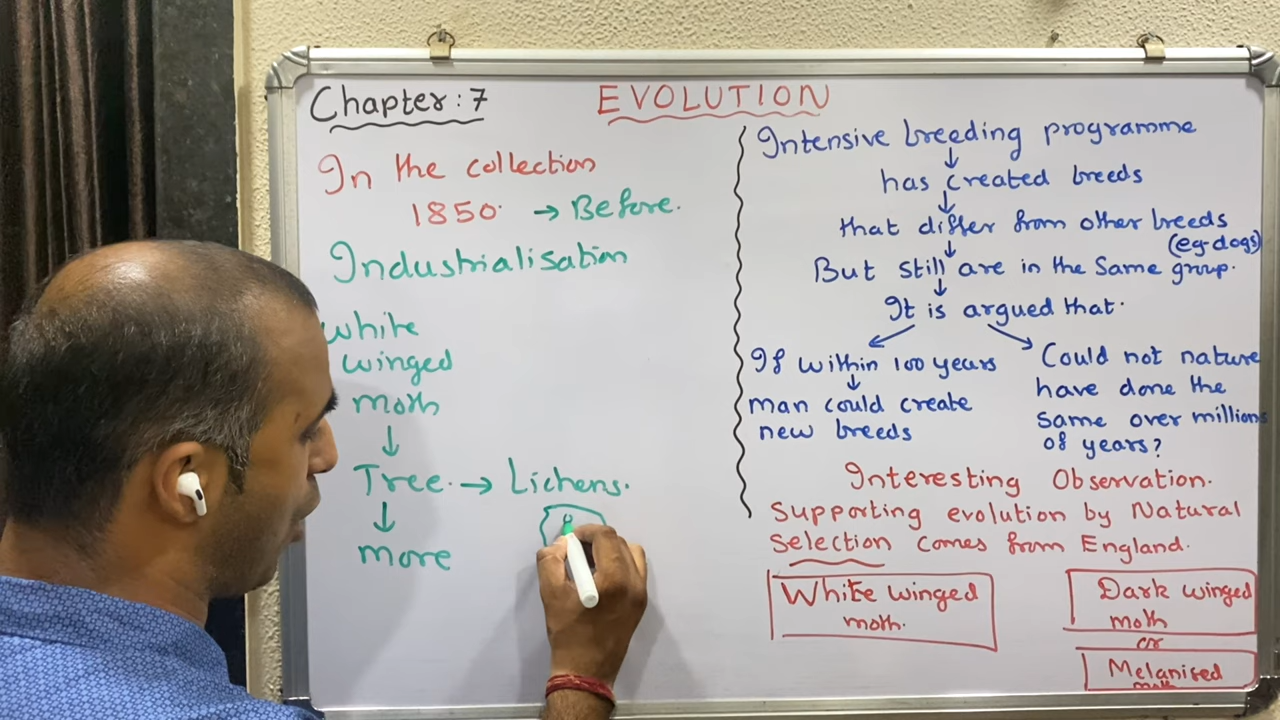 Chapter: 7
EVOLUTION
In the collection
1850. → Before.
Industrialisation
white
winged
moth
↓
Tree. → Lichens.
↓
more
Intensive breeding programme
↓
has created breeds
↓
that differ from other breeds
(eg-dogs)
↓
But still are in the Same group.
↓
It is argued that.
If within 100 years
↓
man could create
new breeds
Could not nature
have done the
same over millions
of years?
Interesting Observation.
Supporting evolution by Natural
Selection comes from England.
White winged
moth.
Dark winged
moth
or
Melanised
moth